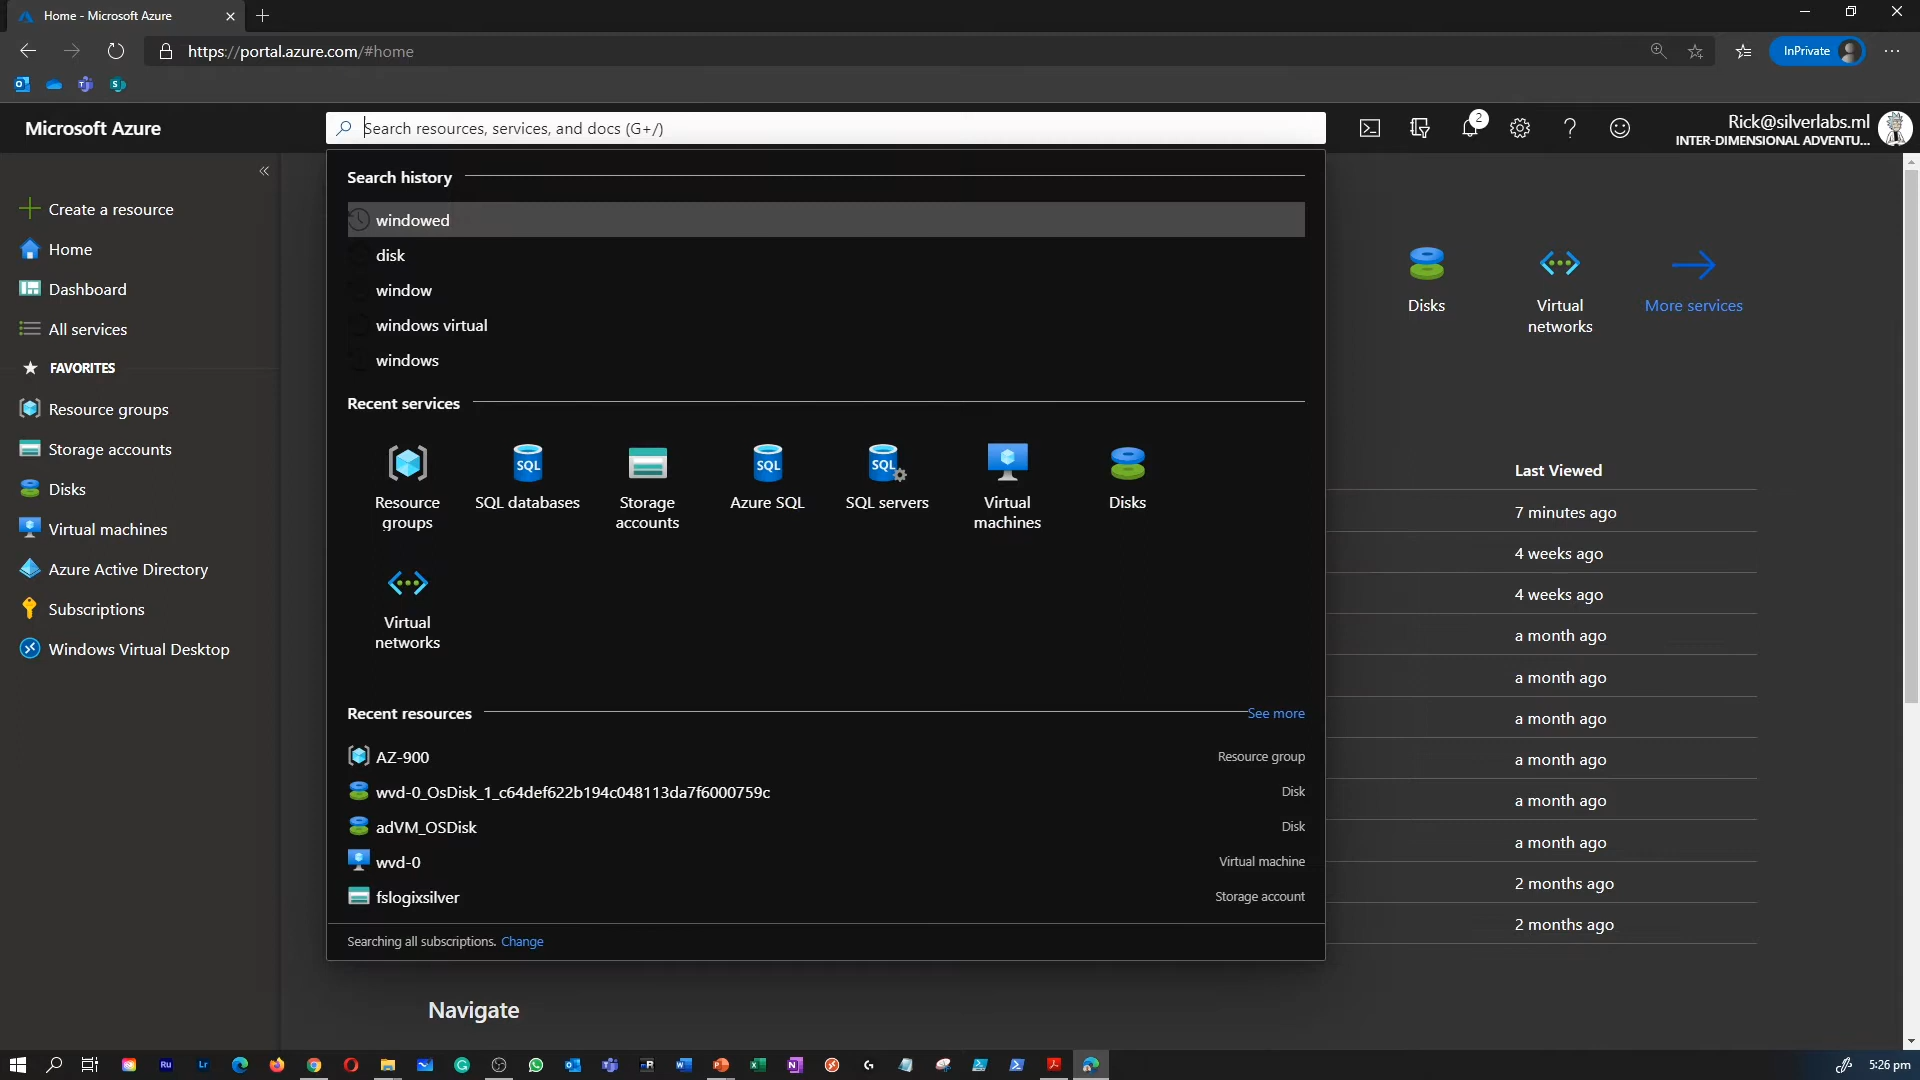 Home - Microsoft Azure
https://portal.azure.com/#home
InPrivate
Microsoft Azure
Search resources, services, and docs (G+/)
2
Rick@silverlabs.ml
INTER-DIMENSIONAL ADVENTU...
Create a resource
Home
Dashboard
All services
FAVORITES
Resource groups
Storage accounts
Disks
Virtual machines
Azure Active Directory
Subscriptions
Windows Virtual Desktop
Search history
windowed
disk
window
windows virtual
windows
Recent services
Resource groups
SQL databases
Storage accounts
Azure SQL
SQL servers
Virtual machines
Disks
Virtual networks
Recent resources
See more
AZ-900
Resource group
wvd-0_OsDisk_1_c64def622b194c048113da7f6000759c
Disk
adVM_OSDisk
Disk
wvd-0
Virtual machine
fslogixsilver
Storage account
Searching all subscriptions. Change
Disks
Virtual networks
More services
Last Viewed
7 minutes ago
4 weeks ago
4 weeks ago
a month ago
a month ago
a month ago
a month ago
a month ago
a month ago
2 months ago
2 months ago
Navigate
5:26 pm